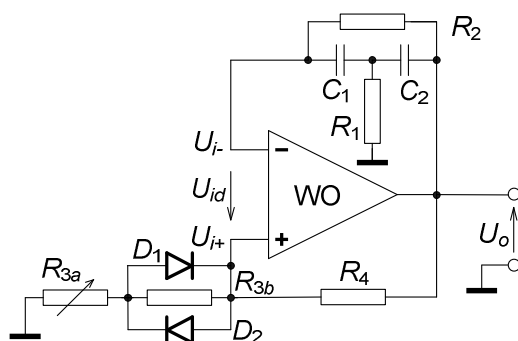 R2
C1
C2
R1
Ui-
−
WO
Uid
Ui+
+
Uo
D1
R3a
R3b
R4
D2